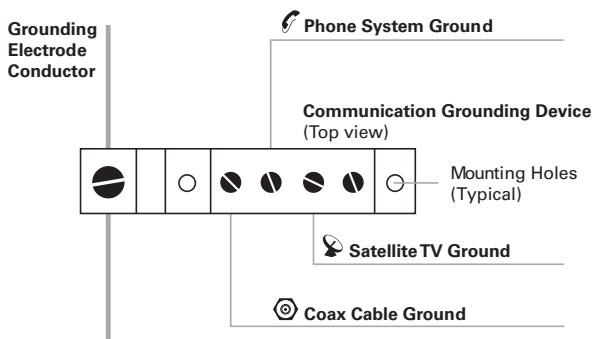 Grounding
Electrode
Conductor
Phone System Ground
Communication Grounding Device
(Top view)
Mounting Holes
(Typical)
Satellite TV Ground
Coax Cable Ground